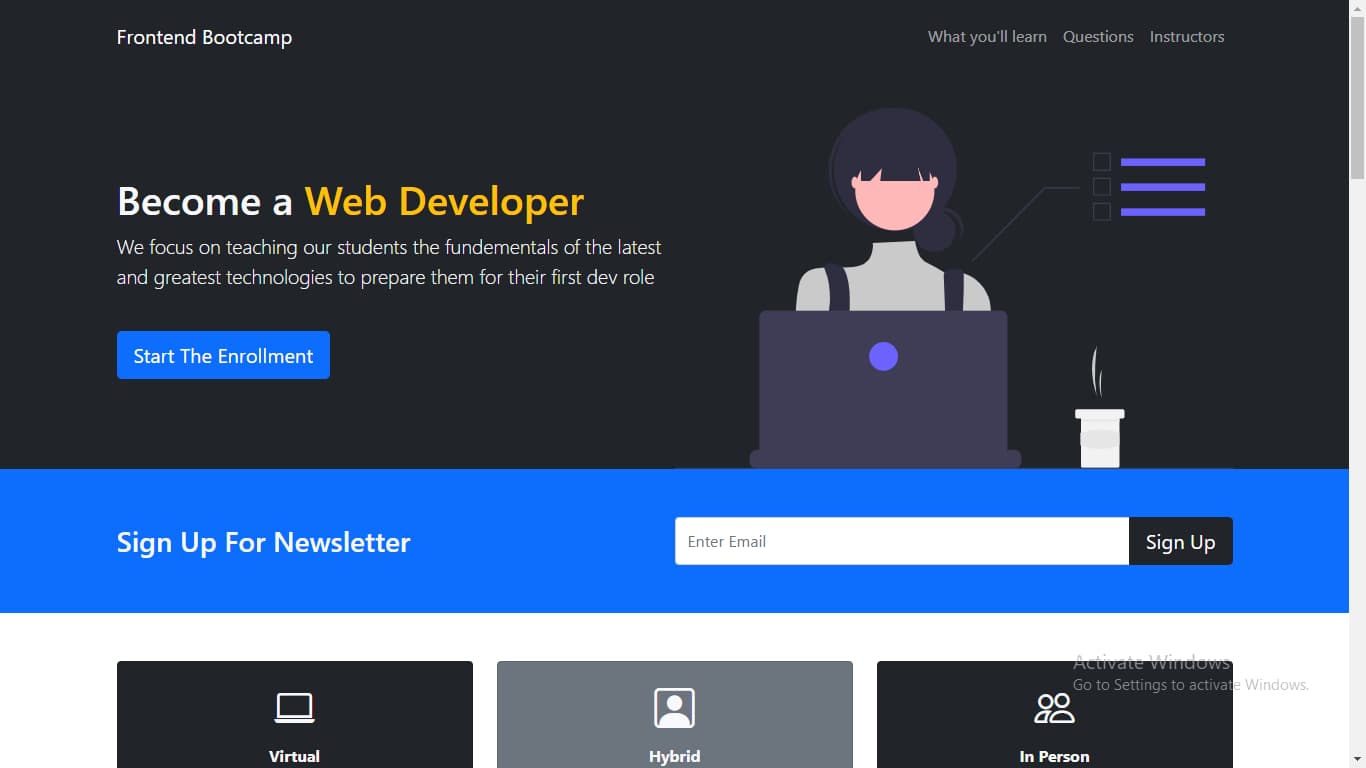 Frontend Bootcamp
What you'll learn Questions Instructors
Become a Web Developer
We focus on teaching our students the fundementals of the latest
and greatest technologies to prepare them for their first dev role
Start The Enrollment
Sign Up For Newsletter
Enter Email
Sign Up
Activate Windows
Go to Settings to activate Windows.
Virtual
Hybrid
In Person